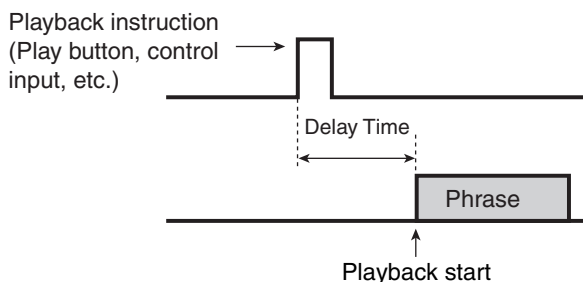 Playback instruction
(Play button, control
input, etc.)
Delay Time
Phrase
Playback start